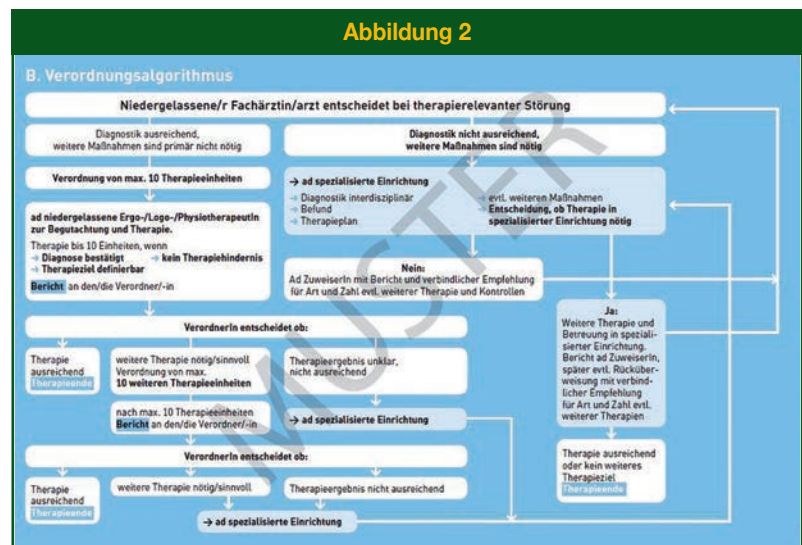 Abbildung 2
B. Verordnungsalgorithmus
Niedergelassene/r Fachärztin/arzt entscheidet bei therapierelevanter Störung
Diagnostik ausreichend,
weitere Maßnahmen sind primär nicht nötig
Diagnostik nicht ausreichend,
weitere Maßnahmen sind nötig
Verordnung von max. 10 Therapieeinheiten
→ ad spezialisierte Einrichtung
→ Diagnostik interdisziplinär
→ Befund
→ Therapieplan
→ evtl. weiteren Maßnahmen
→ Entscheidung, ob Therapie in
spezialisierter Einrichtung nötig
ad niedergelassene Ergo-/Logo-/PhysiotherapeutIn
zur Begutachtung und Therapie.
Therapie bis 10 Einheiten, wenn
→ Diagnose bestätigt → kein Therapiehindernis
→ Therapieziel definierbar
Bericht an den/die Verordner/-in
Nein:
Ad ZuweiserIn mit Bericht und verbindlicher Empfehlung
für Art und Zahl evtl. weiterer Therapie und Kontrollen
Ja:
Weitere Therapie und
Betreuung in speziali-
sierter Einrichtung.
Bericht ad ZuweiserIn,
später evtl. Rücküber-
weisung mit verbind-
licher Empfehlung
für Art und Zahl evtl.
weiterer Therapien
VerordnerIn entscheidet ob:
Therapie
ausreichend
Therapieende
weitere Therapie nötig/sinnvoll
Verordnung von max.
10 weiteren Therapieeinheiten
Therapieergebnis unklar,
nicht ausreichend
nach max. 10 Therapieeinheiten
Bericht an den/die Verordner/-in
→ ad spezialisierte Einrichtung
VerordnerIn entscheidet ob:
Therapie
ausreichend
Therapieende
weitere Therapie nötig/sinnvoll
Therapieergebnis nicht ausreichend
→ ad spezialisierte Einrichtung
Therapie ausreichend
oder kein weiteres
Therapieziel
Therapieende
MUSTER